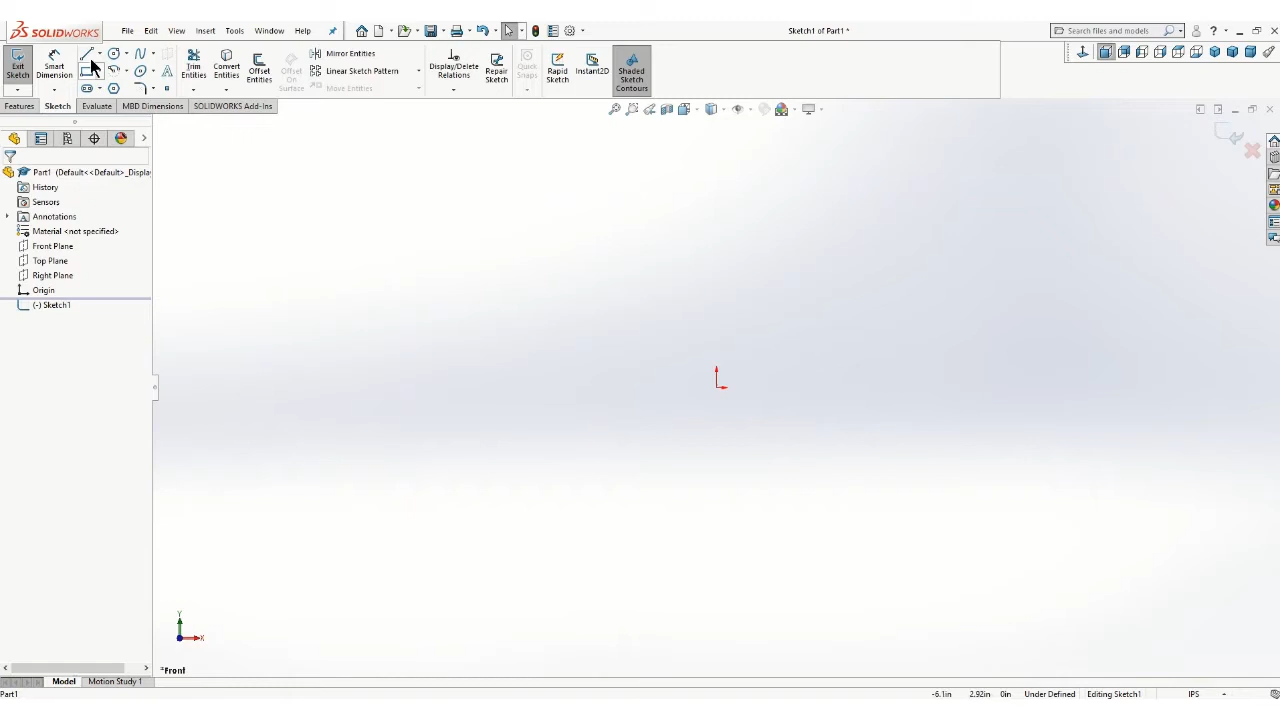 SOLIDWORKS File Edit View Insert Tools Window Help Sketch1 of Part1 * Search files and models
Exit Sketch
Smart Dimension
Trim Entities
Convert Entities
Offset Entities
Offset On Surface
Mirror Entities
Linear Sketch Pattern
Move Entities
Display/Delete Relations
Repair Sketch
Quick Snaps
Rapid Sketch
Instant2D
Shaded Sketch Contours
Features Sketch Evaluate MBD Dimensions SOLIDWORKS Add-Ins
Part1 (Default<<Default>_Displa
History
Sensors
Annotations
Material <not specified>
Front Plane
Top Plane
Right Plane
Origin
(-) Sketch1
Y
X
*Front
Model Motion Study 1
Part1 -6.1in 2.92in 0in Under Defined Editing Sketch1 IPS